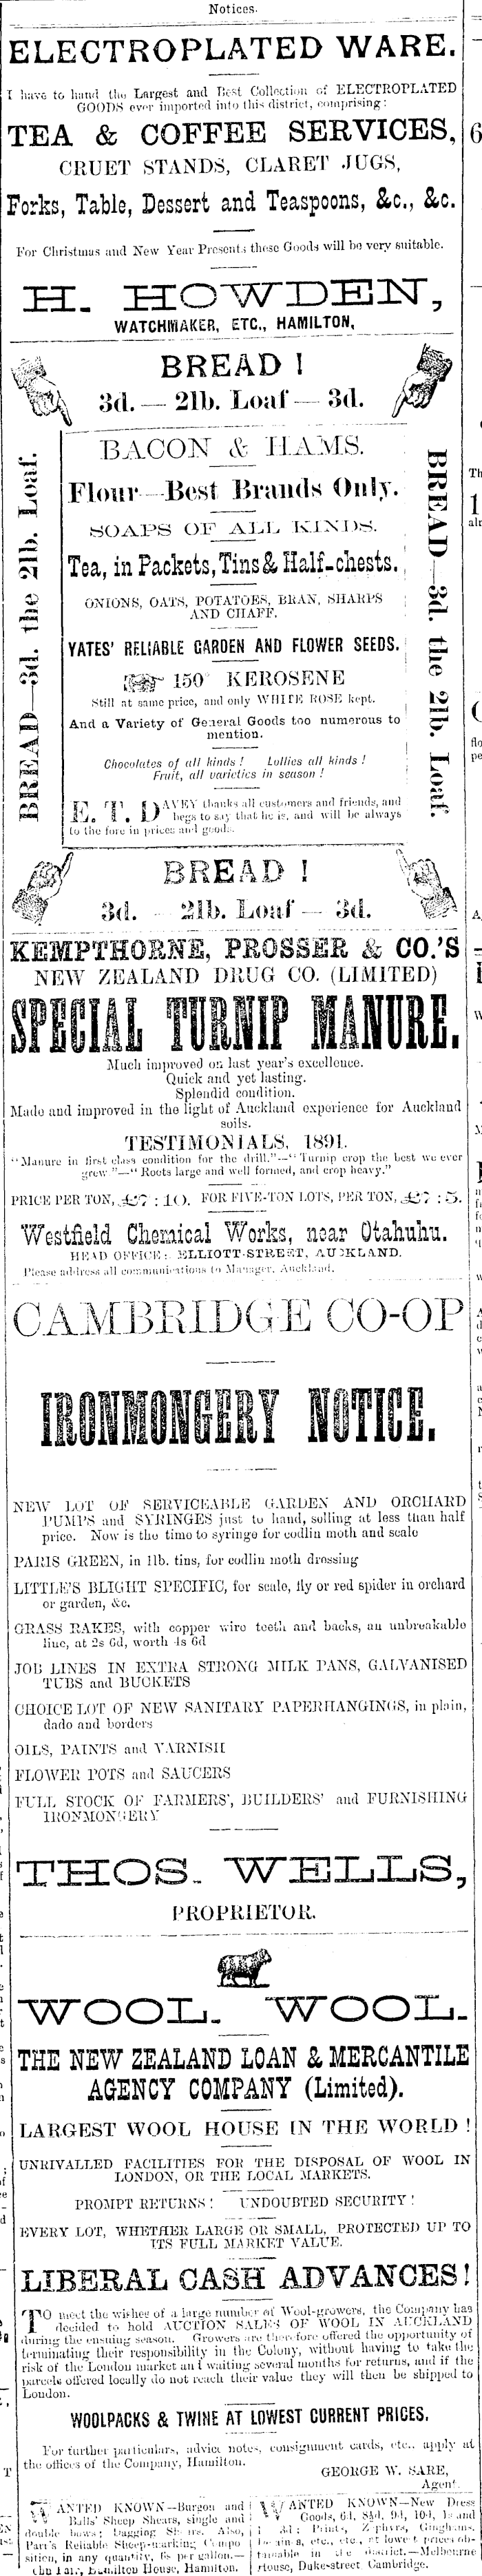 Notices.
ELECTROPLATED WARE.
I have to hand the Largest and Best Collection of ELECTROPLATED
GOODS ever imported into this district, comprising:
TEA & COFFEE SERVICES,
CRUET STANDS, CLARET JUGS,
Forks, Table, Dessert and Teaspoons, &c., &c.
For Christmas and New Year Presents these Goods will be very suitable.
H. HOWDEN,
WATCHMAKER, ETC., HAMILTON,
BREAD !
3d. — 2lb. Loaf — 3d.
BREAD—3d. the 2lb. Loaf.
BACON & HAMS.
Flour—Best Brands Only.
SOAPS OF ALL KINDS.
Tea, in Packets, Tins & Half-chests.
ONIONS, OATS, POTATOES, BRAN, SHARPS
AND CHAFF.
YATES' RELIABLE GARDEN AND FLOWER SEEDS.
150° KEROSENE
Still at same price, and only WHITE ROSE kept.
And a Variety of General Goods too numerous to
mention.
Chocolates of all kinds ! Lollies all kinds !
Fruit, all varieties in season !
E. T. DAVEY thanks all customers and friends, and
begs to say that he is, and will be always
to the fore in prices and goods.
BREAD—3d. the 2lb. Loaf.
BREAD !
3d. — 2lb. Loaf — 3d.
KEMPTHORNE, PROSSER & CO.'S
NEW ZEALAND DRUG CO. (LIMITED)
SPECIAL TURNIP MANURE.
Much improved on last year's excellence.
Quick and yet lasting.
Splendid condition.
Made and improved in the light of Auckland experience for Auckland
soils.
TESTIMONIALS, 1891.
"Manure in first class condition for the drill."—"Turnip crop the best we ever
grew."—"Roots large and well formed, and crop heavy."
PRICE PER TON, £7 : 10. FOR FIVE-TON LOTS, PER TON, £7 : 5.
Westfield Chemical Works, near Otahuhu.
HEAD OFFICE: ELLIOTT-STREET, AUCKLAND.
Please address all communications to Manager, Auckland.
CAMBRIDGE CO-OP
IRONMONGERY NOTICE.
NEW LOT OF SERVICEABLE GARDEN AND ORCHARD
PUMPS and SYRINGES just to hand, selling at less than half
price. Now is the time to syringe for codlin moth and scale
PARIS GREEN, in 1lb. tins, for codlin moth dressing
LITTLE'S BLIGHT SPECIFIC, for scale, fly or red spider in orchard
or garden, &c.
GRASS RAKES, with copper wire teeth and backs, an unbreakable
line, at 2s 6d, worth 4s 6d
JOB LINES IN EXTRA STRONG MILK PANS, GALVANISED
TUBS and BUCKETS
CHOICE LOT OF NEW SANITARY PAPERHANGINGS, in plain,
dado and borders
OILS, PAINTS and VARNISH
FLOWER POTS and SAUCERS
FULL STOCK OF FARMERS', BUILDERS' and FURNISHING
IRONMONGERY
THOS. WELLS,
PROPRIETOR.
WOOL. WOOL.
THE NEW ZEALAND LOAN & MERCANTILE
AGENCY COMPANY (Limited).
LARGEST WOOL HOUSE IN THE WORLD !
UNRIVALLED FACILITIES FOR THE DISPOSAL OF WOOL IN
LONDON, OR THE LOCAL MARKETS.
PROMPT RETURNS ! UNDOUBTED SECURITY !
EVERY LOT, WHETHER LARGE OR SMALL, PROTECTED UP TO
ITS FULL MARKET VALUE.
LIBERAL CASH ADVANCES !
TO meet the wishes of a large number of Wool-growers, the Company has
decided to hold AUCTION SALES OF WOOL IN AUCKLAND
during the ensuing season. Growers are therefore offered the opportunity of
terminating their responsibility in the Colony, without having to take the
risk of the London market and waiting several months for returns, and if the
parcels offered locally do not reach their value they will then be shipped to
London.
WOOLPACKS & TWINE AT LOWEST CURRENT PRICES.
For further particulars, advice notes, consignment cards, etc., apply at
the offices of the Company, Hamilton.
GEORGE W. SARE,
Agent.
WANTED KNOWN—Burgon and
Balls' Sheep Shears, single and
double bows; Dagging Shears. Also,
Parr's Reliable Sheep-marking Compo
sition, in any quantity, 6s per gallon.—
Hamilton House, Hamilton.
WANTED KNOWN—New Dress
Goods, 6d, 8½d, 9d, 10d, 1s and
Prints, Zephyrs, Ginghams,
etc., etc., at lowest prices ob-
tainable in the district.—Melbourne
House, Duke-street Cambridge.